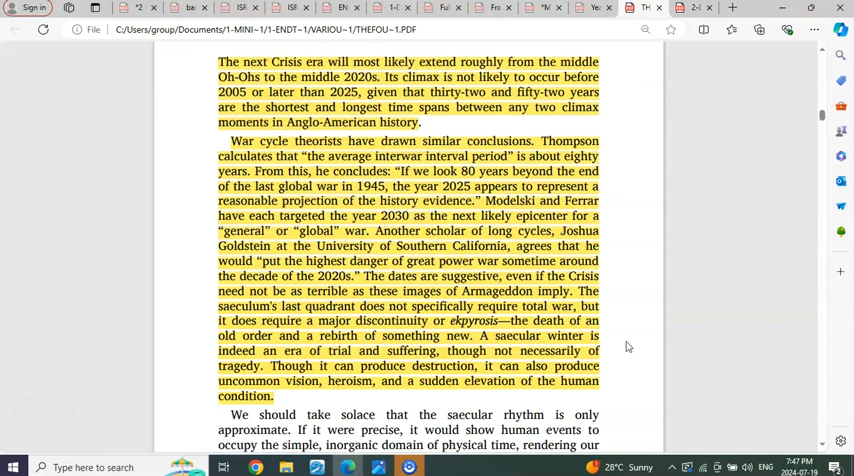 Sign in
*2
bar
ISR
ISR
EN
1-D
Ful
Fra
*M
Yea
TH
2-D
File
C:/Users/group/Documents/1-MINI~1/1-ENDT~1/VARIOU~1/THEFOU~1.PDF
The next Crisis era will most likely extend roughly from the middle
Oh-Ohs to the middle 2020s. Its climax is not likely to occur before
2005 or later than 2025, given that thirty-two and fifty-two years
are the shortest and longest time spans between any two climax
moments in Anglo-American history.
War cycle theorists have drawn similar conclusions. Thompson
calculates that “the average interwar interval period” is about eighty
years. From this, he concludes: “If we look 80 years beyond the
end of the last global war in 1945, the year 2025 appears to represent a
reasonable projection of the history evidence.” Modelski and Ferrar
have each targeted the year 2030 as the next likely epicenter for a
“general” or “global” war. Another scholar of long cycles, Joshua
Goldstein at the University of Southern California, agrees that he
would “put the highest danger of great power war sometime around
the decade of the 2020s.” The dates are suggestive, even if the Crisis
need not be as terrible as these images of Armageddon imply. The
saeculum's last quadrant does not specifically require total war, but
it does require a major discontinuity or ekpyrosis—the death of an
old order and a rebirth of something new. A saecular winter is
indeed an era of trial and suffering, though not necessarily of
tragedy. Though it can produce destruction, it can also produce
uncommon vision, heroism, and a sudden elevation of the human
condition.
We should take solace that the saecular rhythm is only
approximate. If it were precise, it would show human events to
occupy the simple, inorganic domain of physical time, rendering our
Type here to search
28°C Sunny
ENG
7:47 PM
2024-07-19